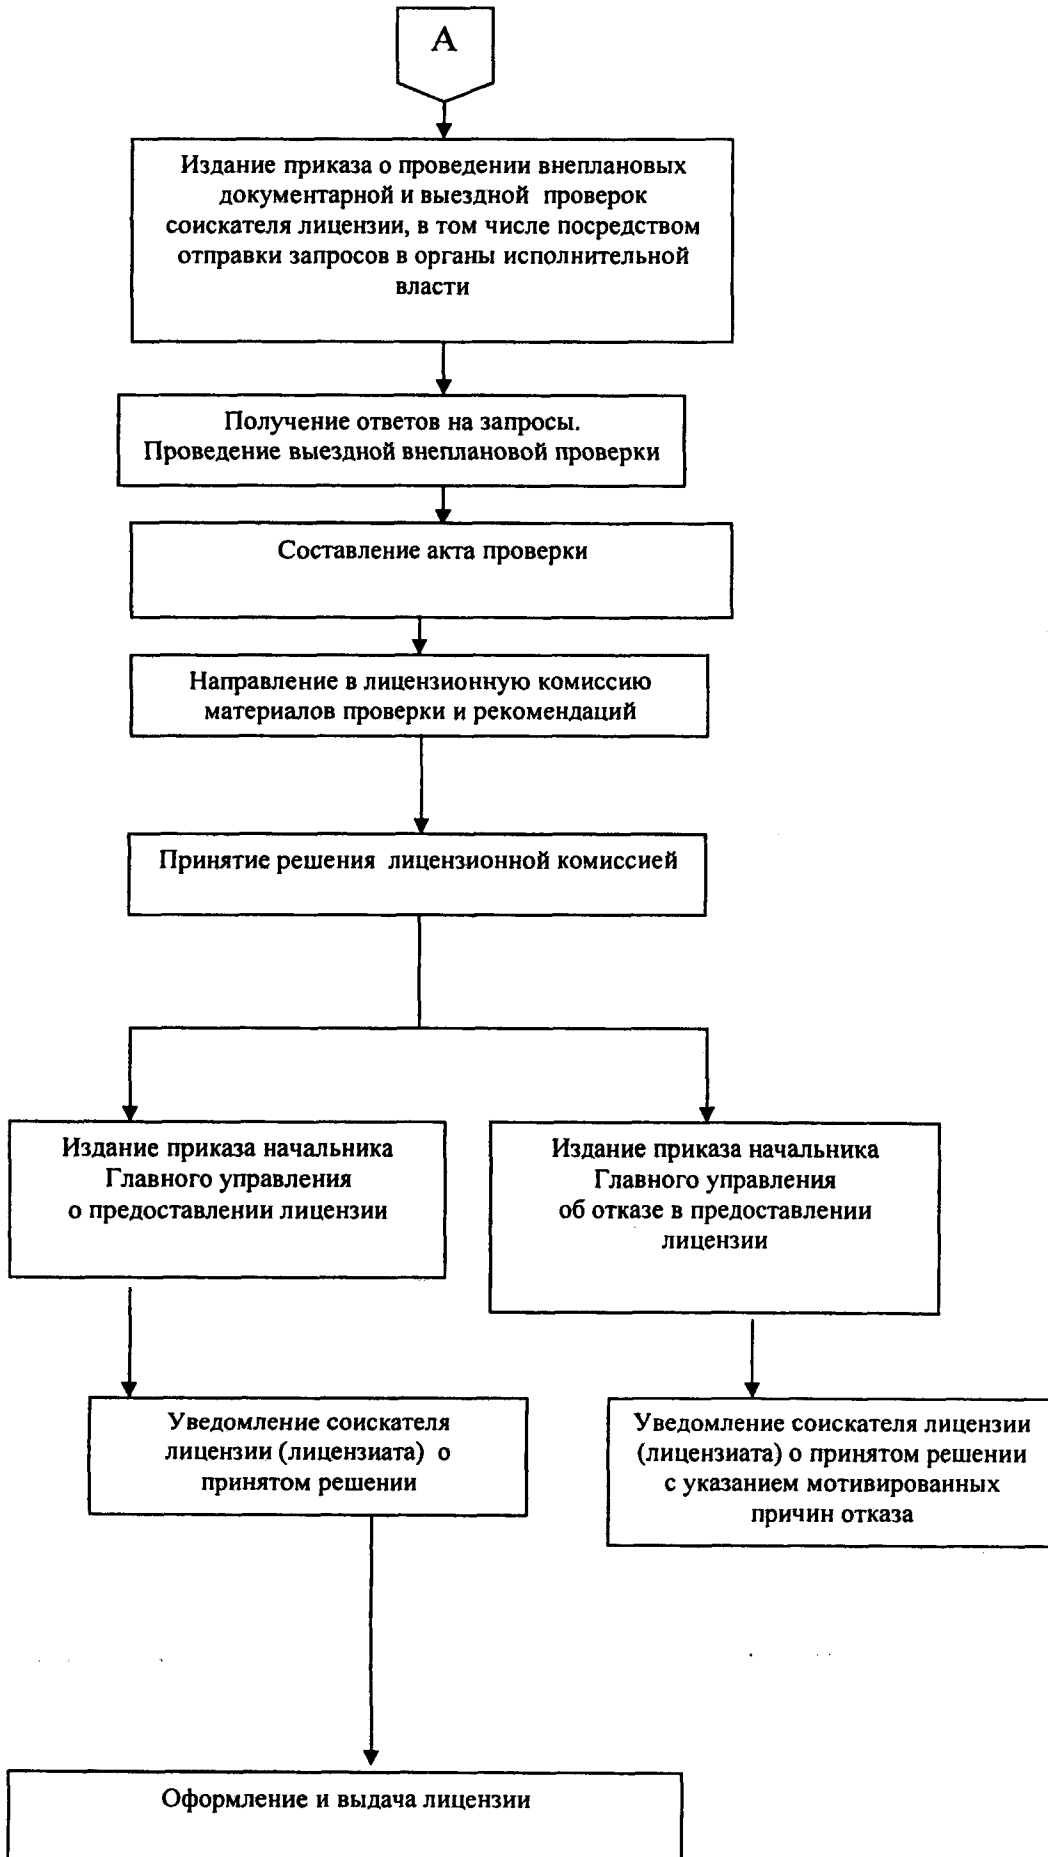 А
Издание приказа о проведении внеплановых
документарной и выездной проверок
соискателя лицензии, в том числе посредством
отправки запросов в органы исполнительной
власти
Получение ответов на запросы.
Проведение выездной внеплановой проверки
Составление акта проверки
Направление в лицензионную комиссию
материалов проверки и рекомендаций
Принятие решения лицензионной комиссией
Издание приказа начальника
Главного управления
о предоставлении лицензии
Издание приказа начальника
Главного управления
об отказе в предоставлении
лицензии
Уведомление соискателя
лицензии (лицензиата) о
принятом решении
Уведомление соискателя лицензии
(лицензиата) о принятом решении
с указанием мотивированных
причин отказа
Оформление и выдача лицензии